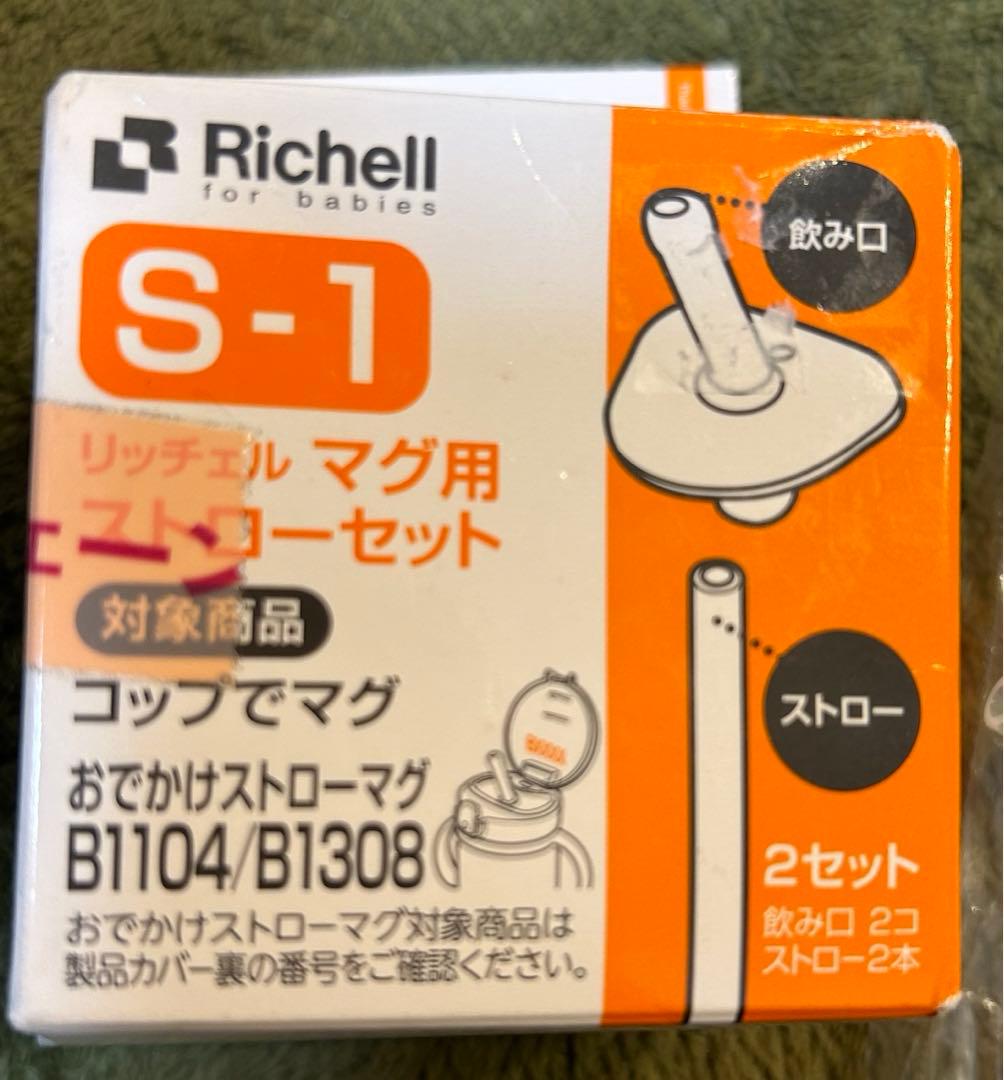 Richell
for babies
S-1
リッチェル マグ用
ストローセット
ェーン
対象商品
コップでマグ
おでかけストローマグ
B1104/B1308
おでかけストローマグ対象商品は
製品カバー裏の番号をご確認ください。
飲み口
ストロー
2セット
飲み口 2コ
ストロー2本